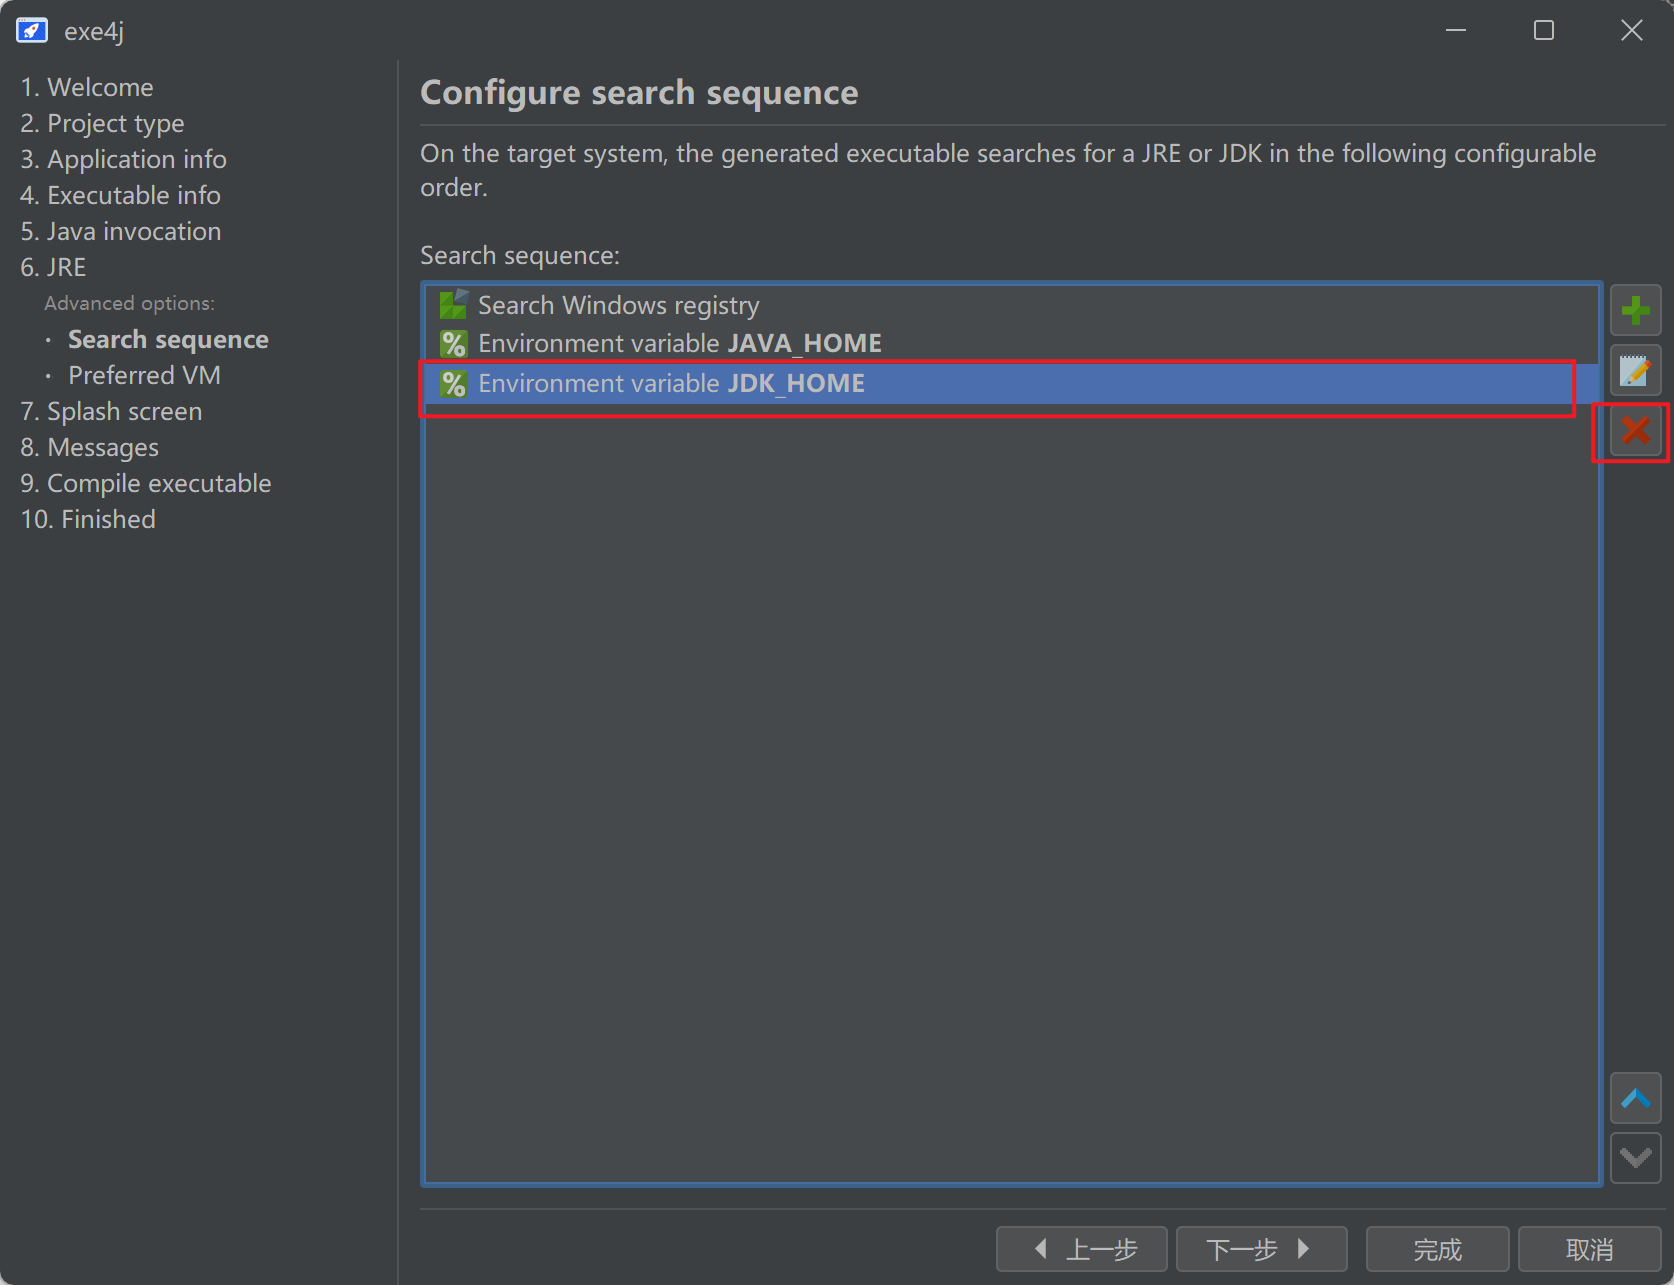 exe4j
1. Welcome
2. Project type
3. Application info
4. Executable info
5. Java invocation
6. JRE
Advanced options:
· Search sequence
· Preferred VM
7. Splash screen
8. Messages
9. Compile executable
10. Finished
Configure search sequence
On the target system, the generated executable searches for a JRE or JDK in the following configurable
order.
Search sequence:
Search Windows registry
% Environment variable JAVA_HOME
% Environment variable JDK_HOME
上一步
下一步
完成
取消